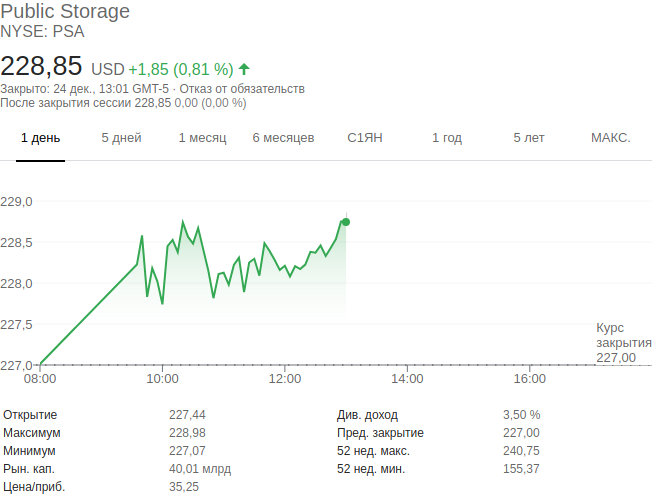 Public Storage
NYSE: PSA
228,85 USD +1,85 (0,81 %)
Закрыто: 24 дек., 13:01 GMT-5 · Отказ от обязательств
После закрытия сессии 228,85 0,00 (0,00 %)
1 день 5 дней 1 месяц 6 месяцев С1ЯН 1 год 5 лет МАКС.
229,0
228,5
228,0
227,5
Курс
закрытия
227,00
227,0
08:00 10:00 12:00 14:00 16:00
Открытие 227,44 Див. доход 3,50 %
Максимум 228,98 Пред. закрытие 227,00
Минимум 227,07 52 нед. макс. 240,75
Рын. кап. 40,01 млрд 52 нед. мин. 155,37
Цена/приб. 35,25